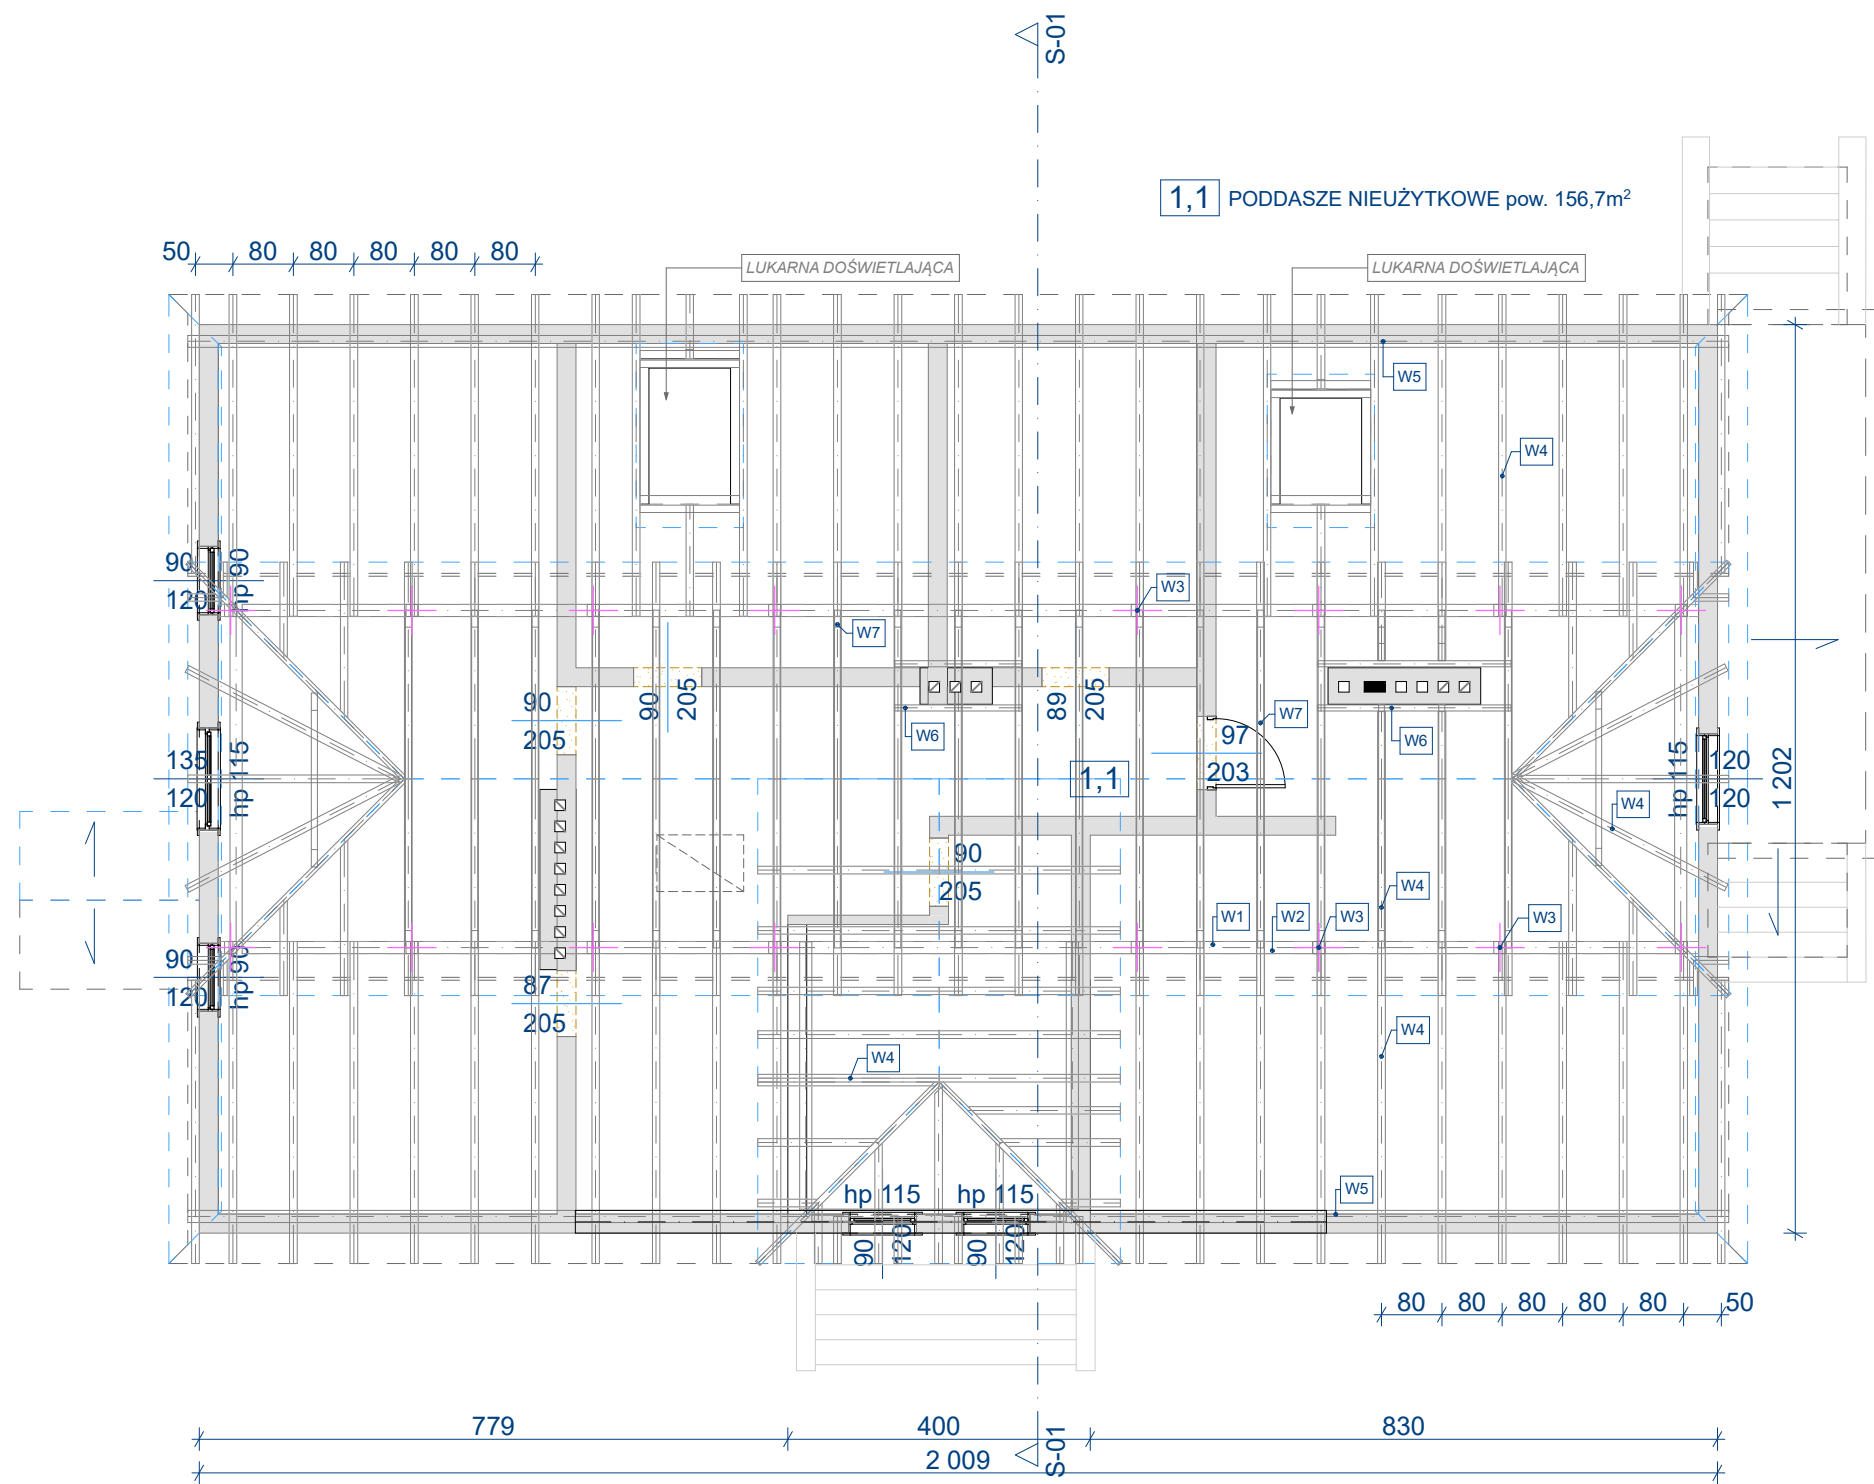 S-01
1,1 PODDASZE NIEUŻYTKOWE pow. 156,7m²
50 80 80 80 80 80
LUKARNA DOŚWIETLAJĄCA
LUKARNA DOŚWIETLAJĄCA
W5
W4
90
120
hp 90
W3
W7
90
205
90
205
89
205
W6
W7
W6
97
203
135
120
hp 115
1,1
hp 115
120
120
1 202
W4
90
205
W4
W1
W2
W3
W3
90
120
hp 90
87
205
W4
W4
hp 115
hp 115
W5
90
120
90
120
80 80 80 80 80 50
779
400
830
2 009
S-01